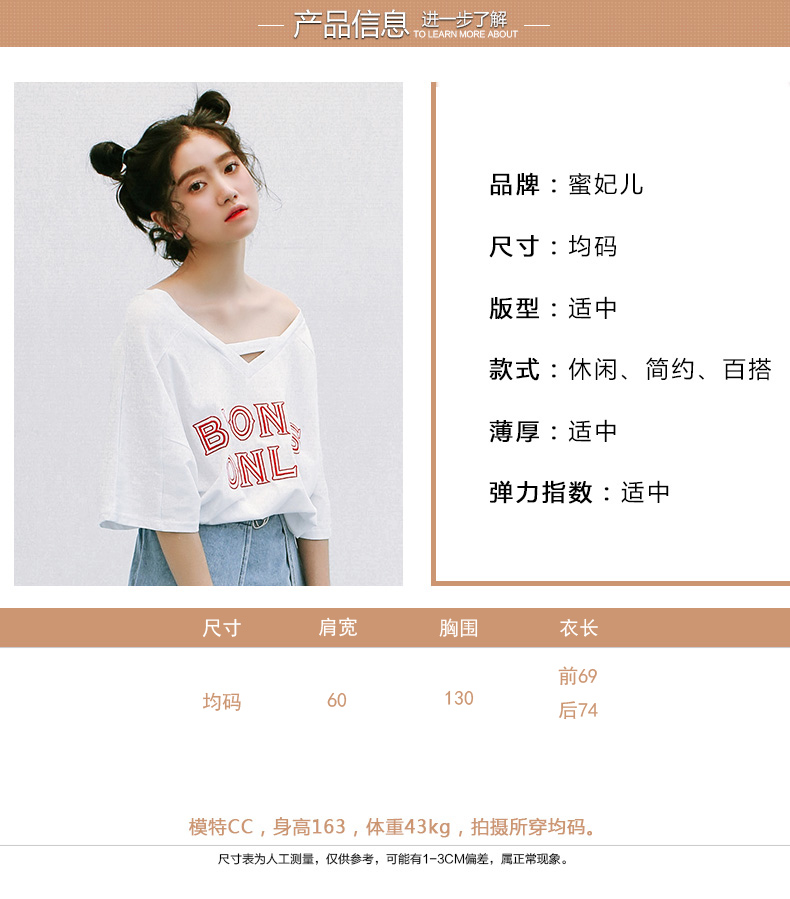 产品信息 进一步了解
TO LEARN MORE ABOUT
BONS
ONL
品牌：蜜妃儿
尺寸：均码
版型：适中
款式：休闲、简约、百搭
薄厚：适中
弹力指数：适中
尺寸 肩宽 胸围 衣长
均码 60 130 前69
后74
模特CC，身高163，体重43kg，拍摄所穿均码。
尺寸表为人工测量，仅供参考，可能有1-3CM偏差，属正常现象。